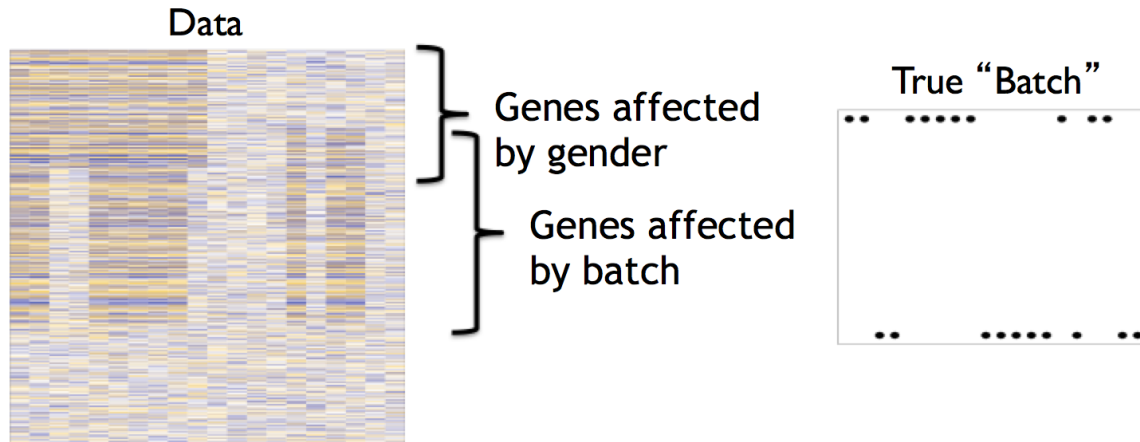 Data
Genes affected
by gender
Genes affected
by batch
True “Batch”